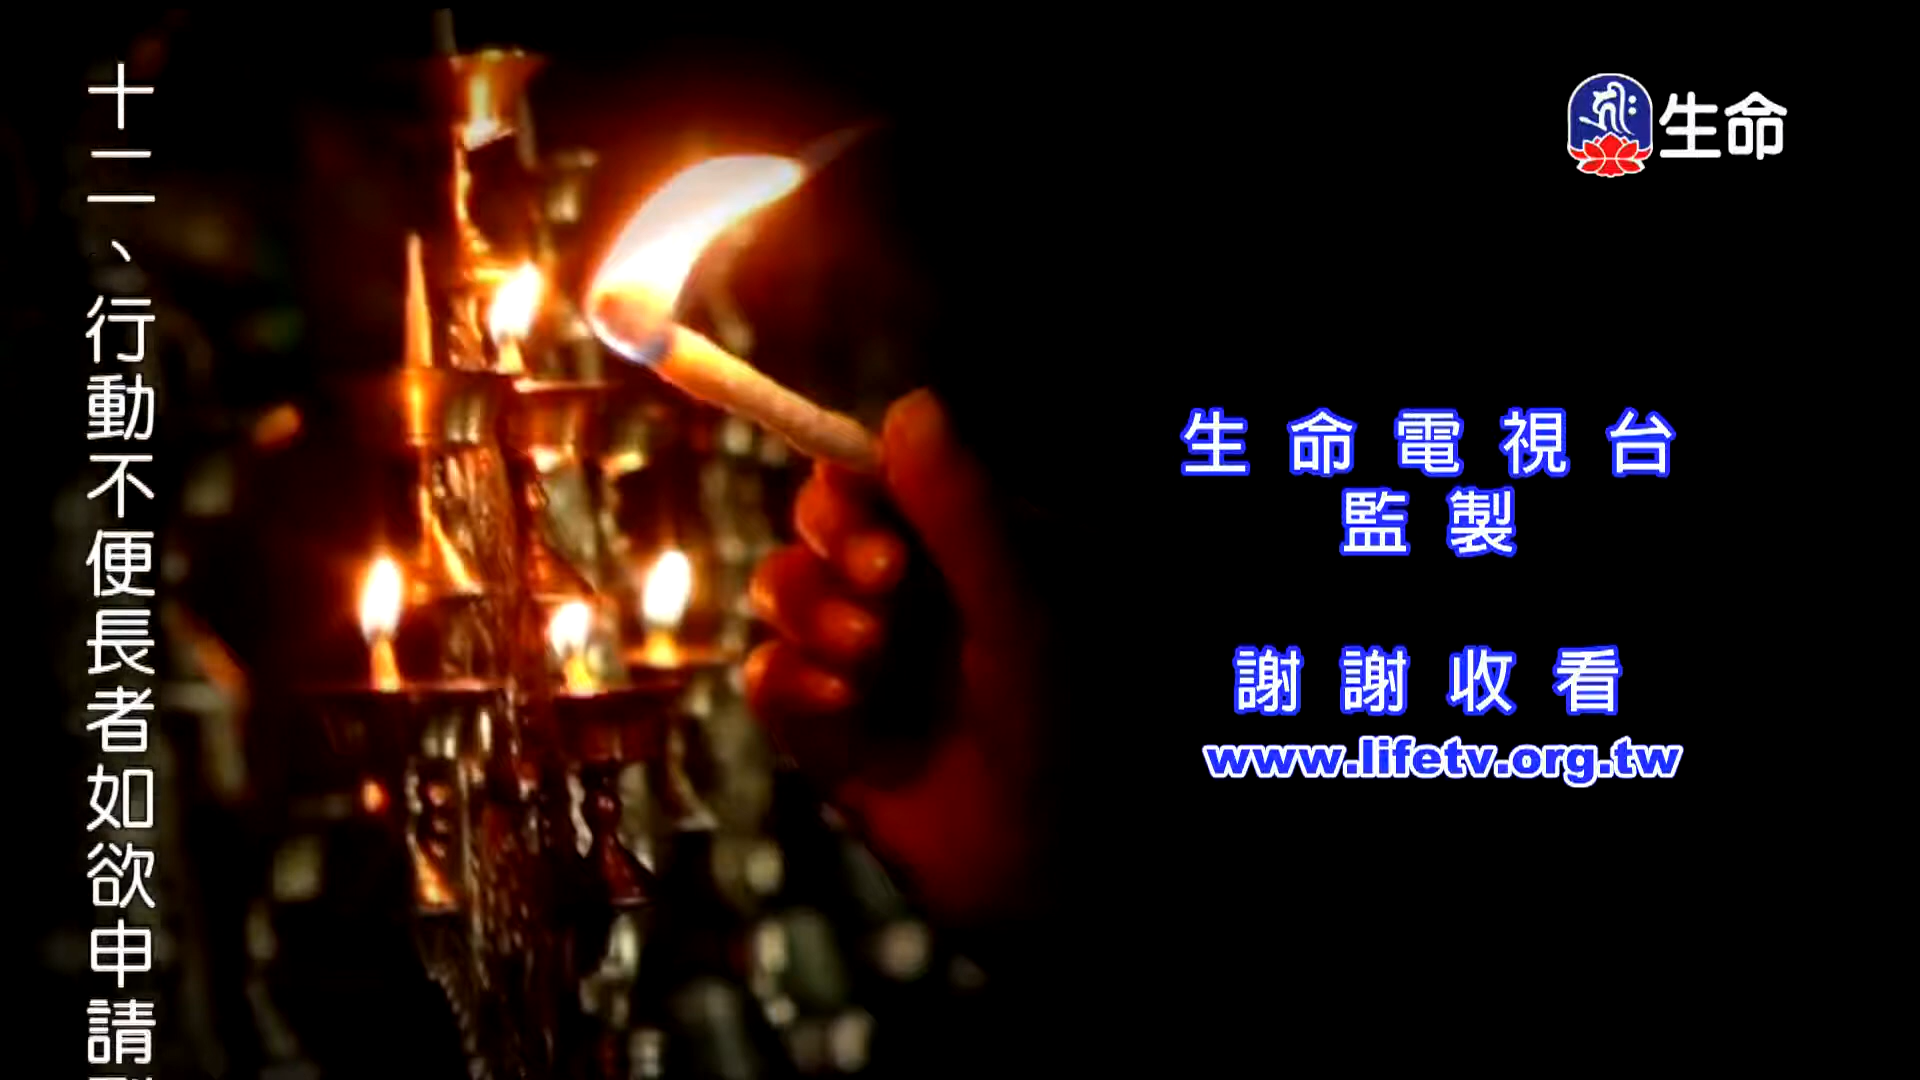 十二、行動不便長者如欲申請
生命
生命電視台
監製
謝謝收看
www.lifetv.org.tw